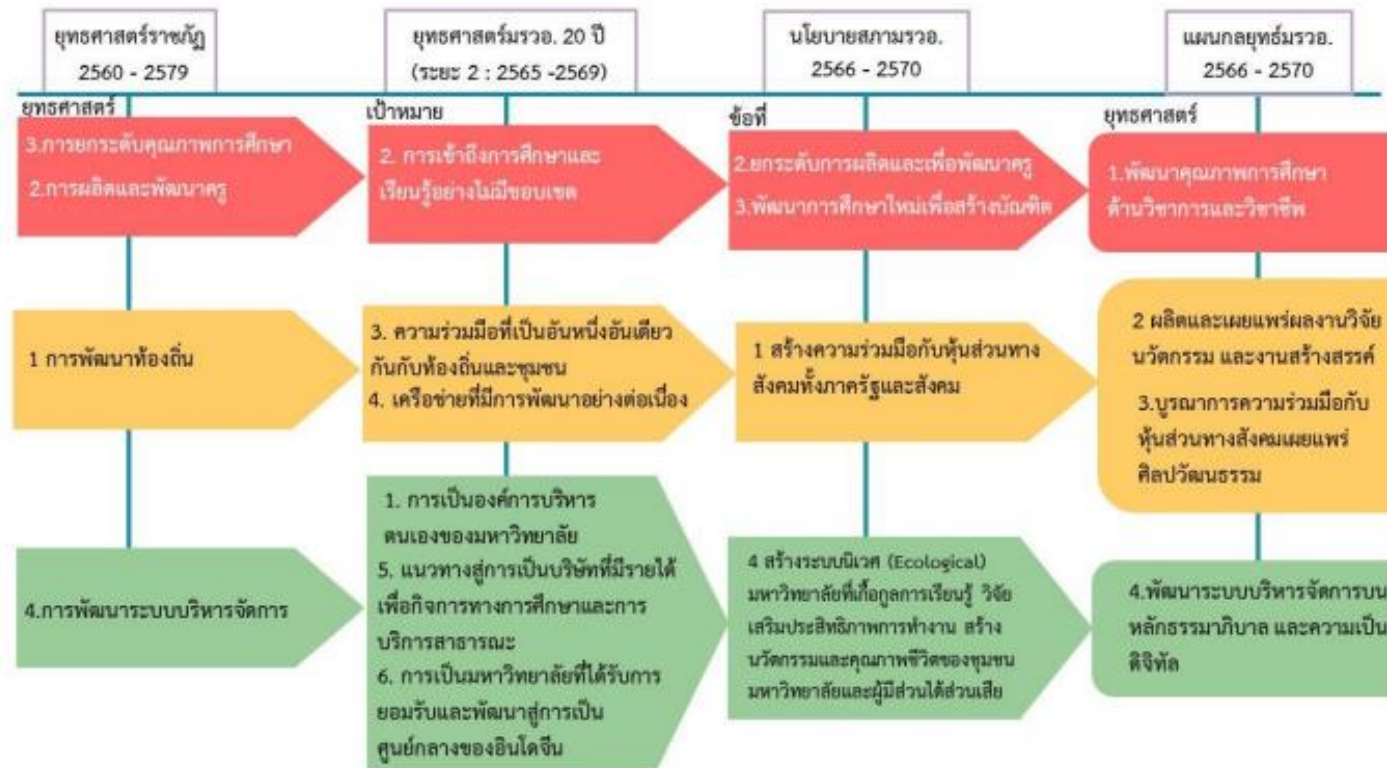 ยุทธศาสตร์ราชภัฏ
2560 - 2579
ยุทธศาสตร์มรวอ. 20 ปี
(ระยะ 2 : 2565 -2569)
นโยบายสภามรวอ.
2566 - 2570
แผนกลยุทธ์มรวอ.
2566 - 2570
ยุทธศาสตร์
เป้าหมาย
ข้อที่
ยุทธศาสตร์
3.การยกระดับคุณภาพการศึกษา
2.การผลิตและพัฒนาครู
2. การเข้าถึงการศึกษาและ
เรียนรู้อย่างไม่มีขอบเขต
2.ยกระดับการผลิตและเพื่อพัฒนาครู
3.พัฒนาการศึกษาใหม่เพื่อสร้างบัณฑิต
1.พัฒนาคุณภาพการศึกษา
ด้านวิชาการและวิชาชีพ
1 การพัฒนาท้องถิ่น
3. ความร่วมมือที่เป็นอันหนึ่งอันเดียว
กันกับท้องถิ่นและชุมชน
4. เครือข่ายที่มีการพัฒนาอย่างต่อเนื่อง
1 สร้างความร่วมมือกับหุ้นส่วนทาง
สังคมทั้งภาครัฐและสังคม
2 ผลิตและเผยแพร่ผลงานวิจัย
นวัตกรรม และงานสร้างสรรค์
3.บูรณาการความร่วมมือกับ
หุ้นส่วนทางสังคมเผยแพร่
ศิลปวัฒนธรรม
4.การพัฒนาระบบบริหารจัดการ
1. การเป็นองค์การบริหาร
ตนเองของมหาวิทยาลัย
5. แนวทางสู่การเป็นบริษัทที่มีรายได้
เพื่อกิจการทางการศึกษาและการ
บริการสาธารณะ
6. การเป็นมหาวิทยาลัยที่ได้รับการ
ยอมรับและพัฒนาสู่การเป็น
ศูนย์กลางของอินโดจีน
4 สร้างระบบนิเวศ (Ecological)
มหาวิทยาลัยที่เกื้อกูลการเรียนรู้ วิจัย
เสริมประสิทธิภาพการทำงาน สร้าง
นวัตกรรมและคุณภาพชีวิตของชุมชน
มหาวิทยาลัยและผู้มีส่วนได้ส่วนเสีย
4.พัฒนาระบบบริหารจัดการบน
หลักธรรมาภิบาล และความเป็น
ดิจิทัล